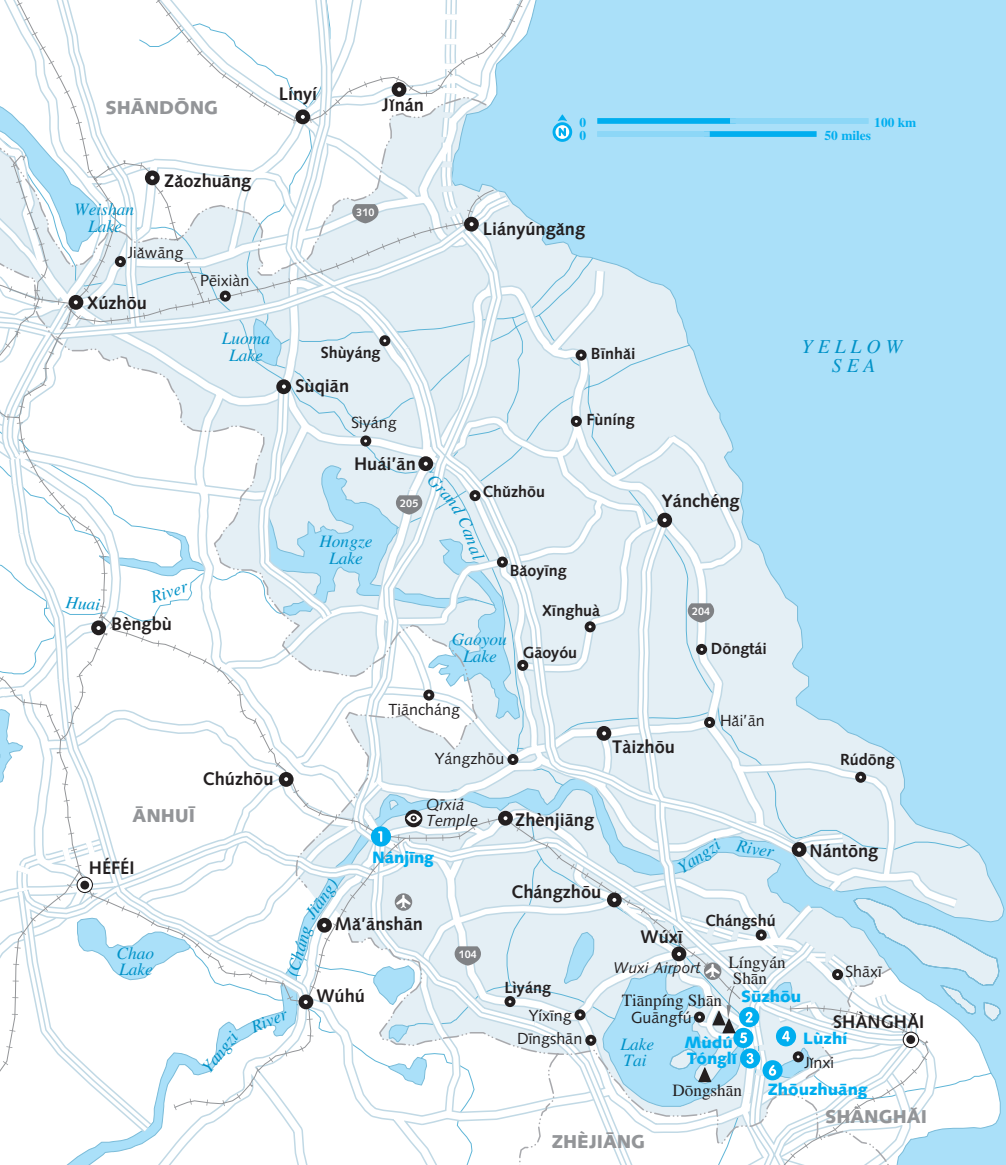 SHĀNDŌNG
Línyí
Jǐnán
0
100 km
N
0
50 miles
Zǎozhuāng
Weishan
Lake
310
Liányúngǎng
Jiǎwāng
Pēixiàn
Xúzhōu
Luoma
Lake
Shùyáng
Bīnhǎi
YELLOW
SEA
Sùqiān
Fùníng
Sìyáng
Huái'ān
Grand Canal
Chǔzhōu
205
Yánchéng
Hongze
Lake
Bǎoyīng
Huai
River
Xīnghuà
204
Bèngbù
Gaoyou
Lake
Gāoyóu
Dōngtái
Tiāncháng
Hǎi'ān
Tàizhōu
Yángzhōu
Rúdōng
Chúzhōu
ĀNHUĪ
Qīxiá
Temple
Zhènjiāng
1
Nánjīng
Yangzi River
Nántōng
HÉFÉI
Chángzhōu
(Cháng Jiāng)
Mǎ'ānshān
Chángshú
Wúxī
104
Chao
Lake
Wuxi Airport
Língyán
Shān
Shāxī
Wúhú
Lìyáng
Tiānpíng Shān
Sūzhōu
Yangzi River
Yíxīng
Guāngfú
2
SHÀNGHǍI
Dīngshān
Lake
Tai
Mùdú
5
4
Lùzhí
Tónglǐ
3
Jǐnxī
6
Dōngshān
Zhōuzhuāng
SHÀNGHǍI
ZHÈJIĀNG